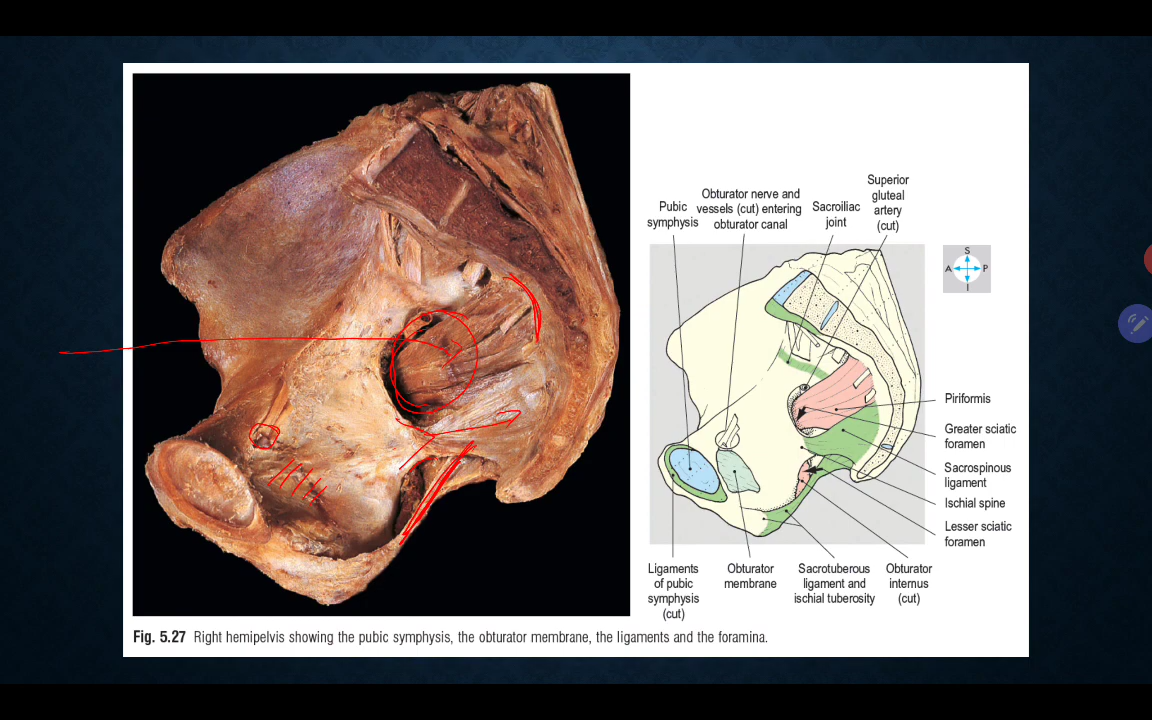 Superior
gluteal
artery
(cut)
Obturator nerve and
vessels (cut) entering
obturator canal
Pubic
symphysis
Sacroiliac
joint
S
A
P
I
Piriformis
Greater sciatic
foramen
Sacrospinous
ligament
Ischial spine
Lesser sciatic
foramen
Ligaments
of pubic
symphysis
(cut)
Obturator
membrane
Sacrotuberous
ligament and
ischial tuberosity
Obturator
internus
(cut)
Fig. 5.27 Right hemipelvis showing the pubic symphysis, the obturator membrane, the ligaments and the foramina.